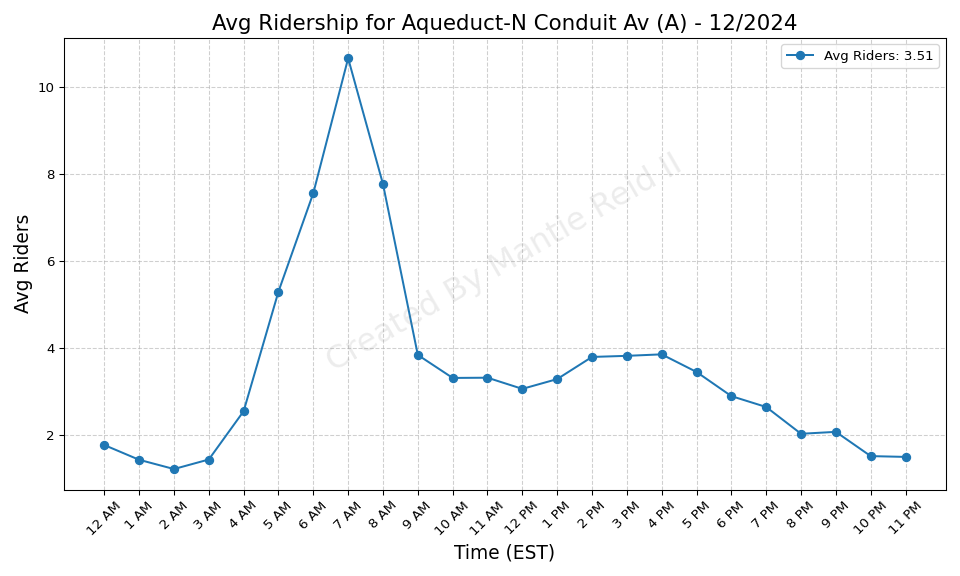 Avg Ridership for Aqueduct-N Conduit Av (A) - 12/2024
Avg Riders: 3.51
10
8
6
4
2
Avg Riders
Created By Mantie Reid II
12 AM
1 AM
2 AM
3 AM
4 AM
5 AM
6 AM
7 AM
8 AM
9 AM
10 AM
11 AM
12 PM
1 PM
2 PM
3 PM
4 PM
5 PM
6 PM
7 PM
8 PM
9 PM
10 PM
11 PM
Time (EST)